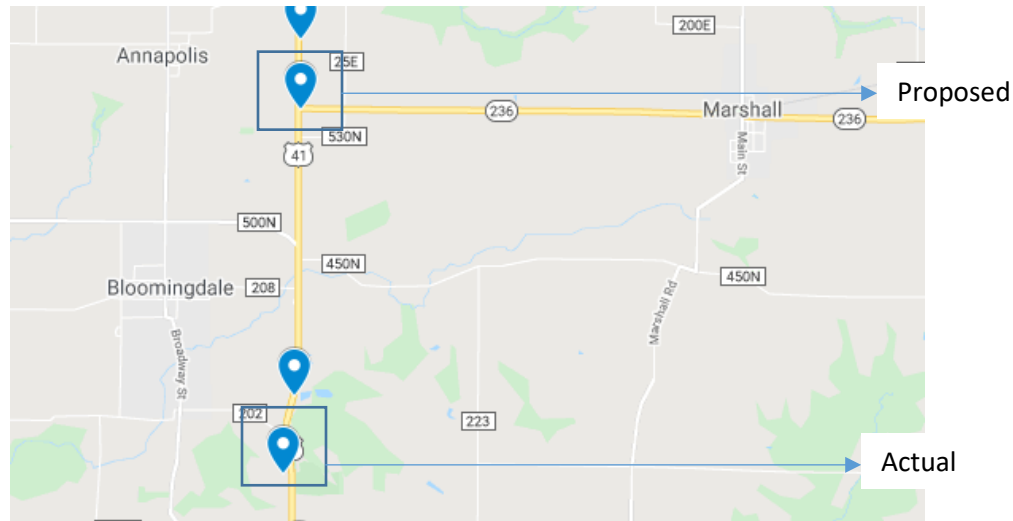 200E
Annapolis
25E
Proposed
236
Marshall
236
530N
Main St
41
500N
450N
450N
Bloomingdale
208
Marshall Rd
Broadway St
202
223
Actual